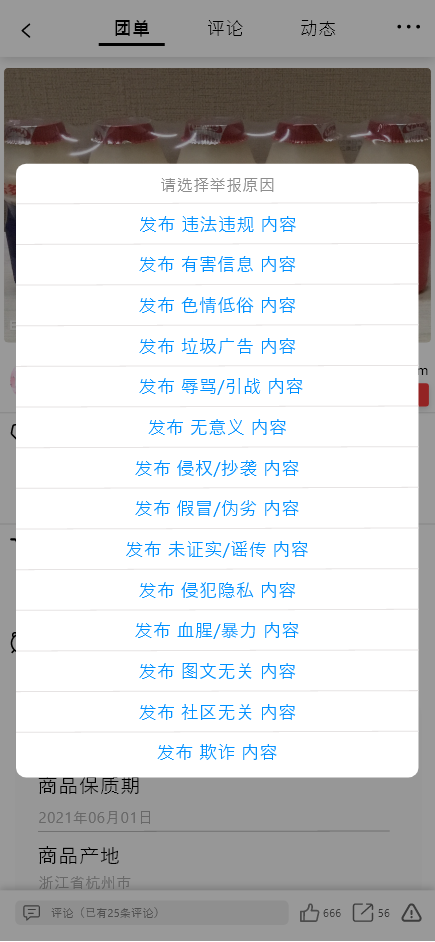 团单 评论 动态
请选择举报原因
发布 违法违规 内容
发布 有害信息 内容
发布 色情低俗 内容
发布 垃圾广告 内容
发布 辱骂/引战 内容
发布 无意义 内容
发布 侵权/抄袭 内容
发布 假冒/伪劣 内容
发布 未证实/谣传 内容
发布 侵犯隐私 内容
发布 血腥/暴力 内容
发布 图文无关 内容
发布 社区无关 内容
发布 欺诈 内容
商品保质期
2021年06月01日
商品产地
浙江省杭州市
评论（已有25条评论） 666 56